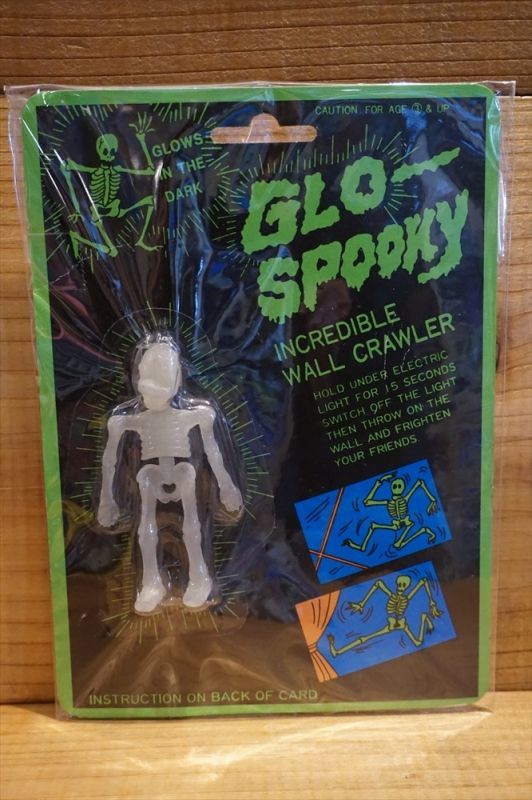 CAUTION: FOR AGE ③ & UP
GLOWS
IN THE
DARK
GLO-
SPOOKY
INCREDIBLE
WALL CRAWLER
HOLD UNDER ELECTRIC
LIGHT FOR 15 SECONDS
SWITCH OFF THE LIGHT
THEN THROW ON THE
WALL AND FRIGHTEN
YOUR FRIENDS.
INSTRUCTION ON BACK OF CARD